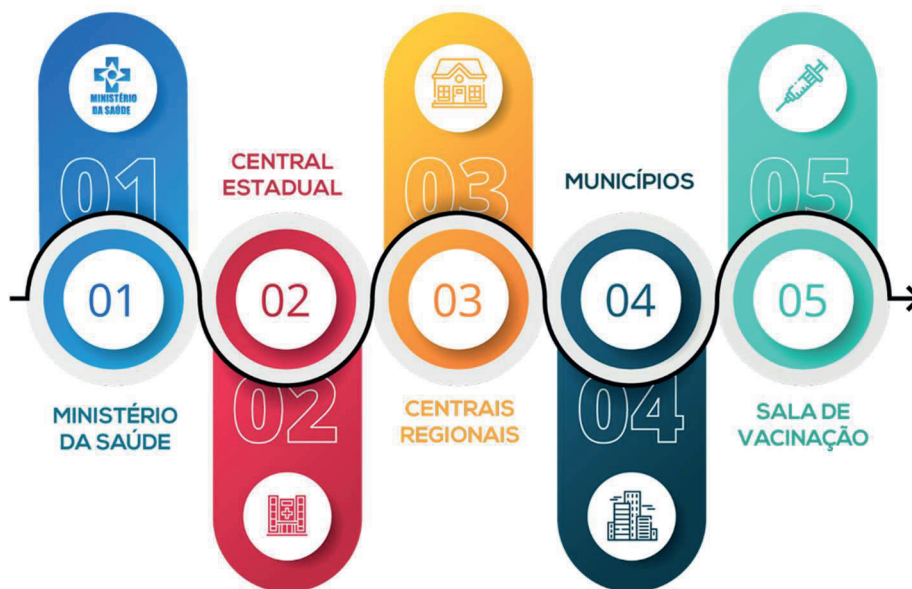 MINISTÉRIO
DA SAÚDE
01
01
MINISTÉRIO
DA SAÚDE
CENTRAL
ESTADUAL
02
02
03
03
CENTRAIS
REGIONAIS
MUNICÍPIOS
04
04
05
05
SALA DE
VACINAÇÃO